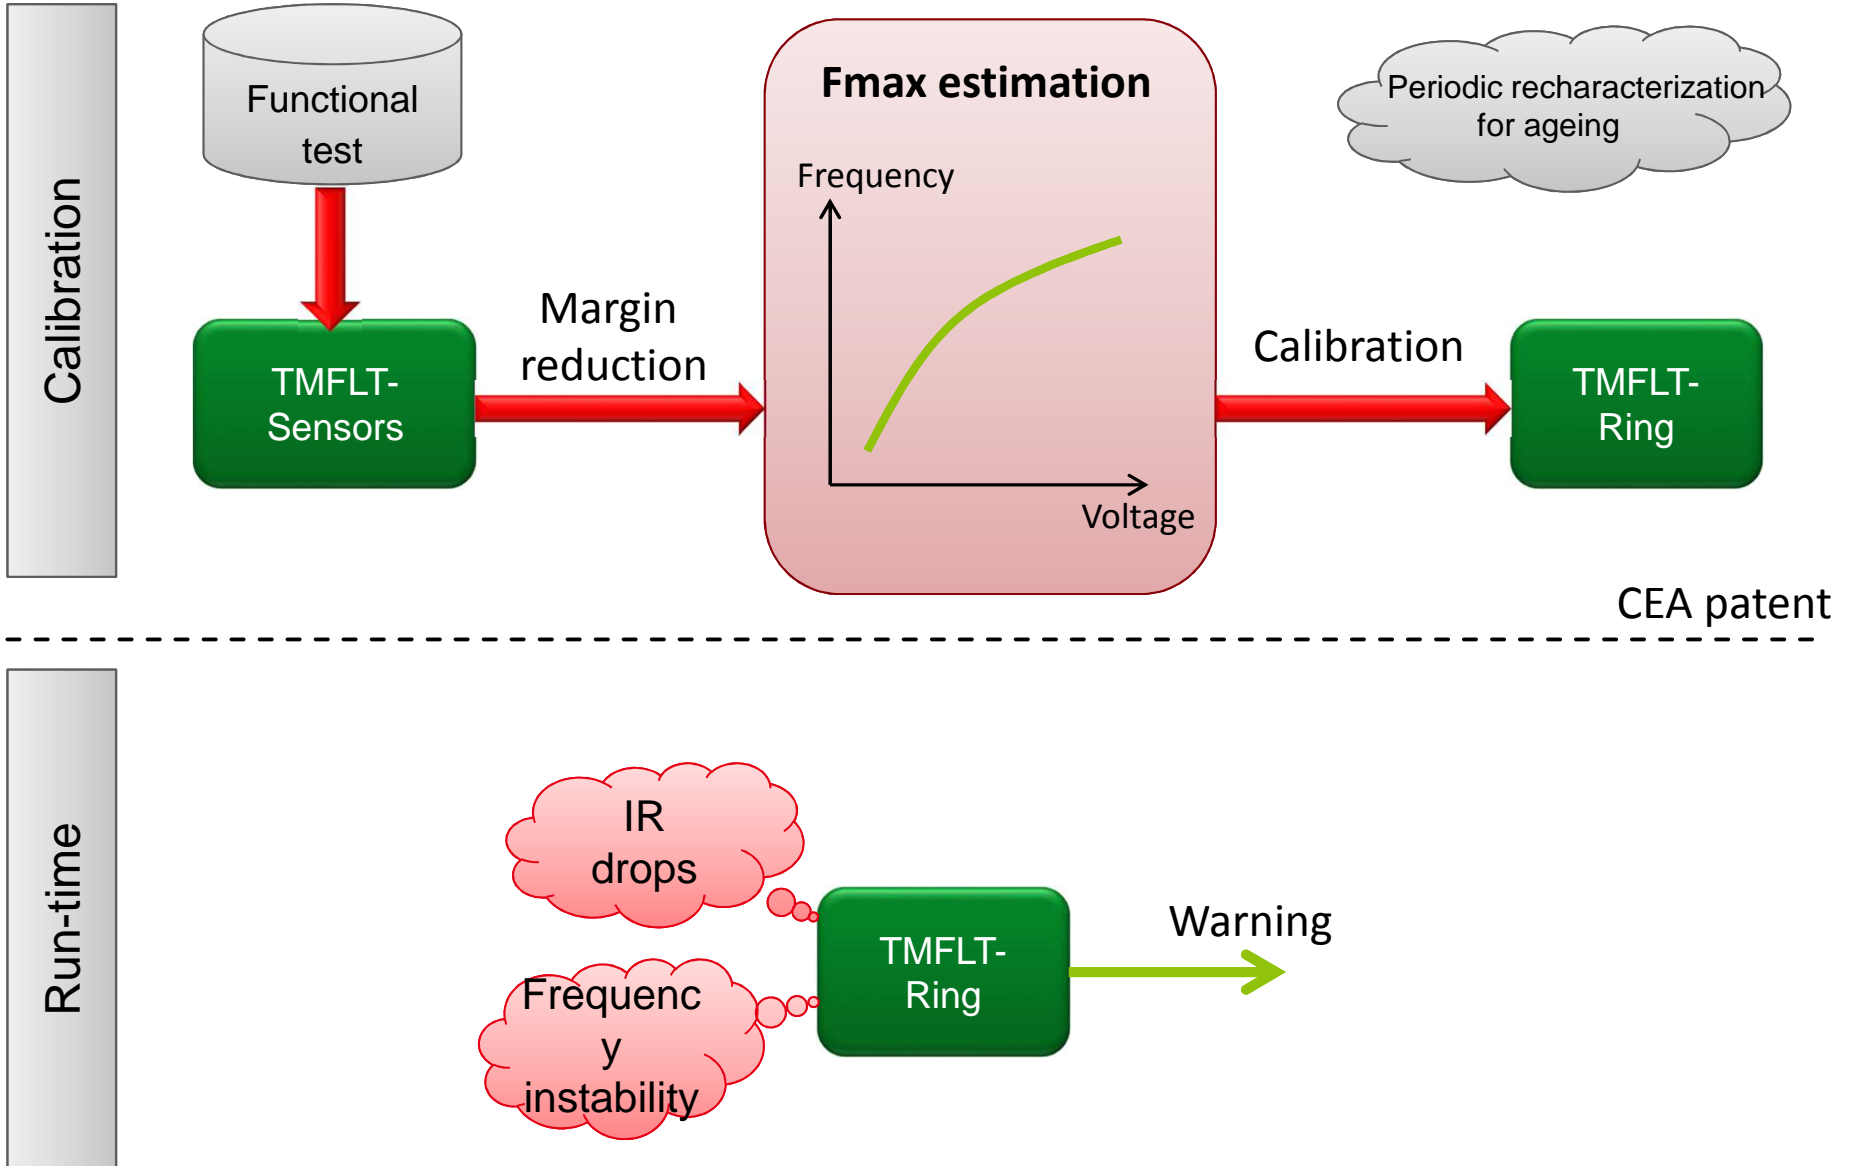 Calibration
Functional
test
TMFLT-
Sensors
Margin
reduction
Fmax estimation
Frequency
Voltage
Calibration
Periodic recharacterization
for ageing
TMFLT-
Ring
CEA patent
Run-time
IR
drops
Frequenc
y
instability
TMFLT-
Ring
Warning